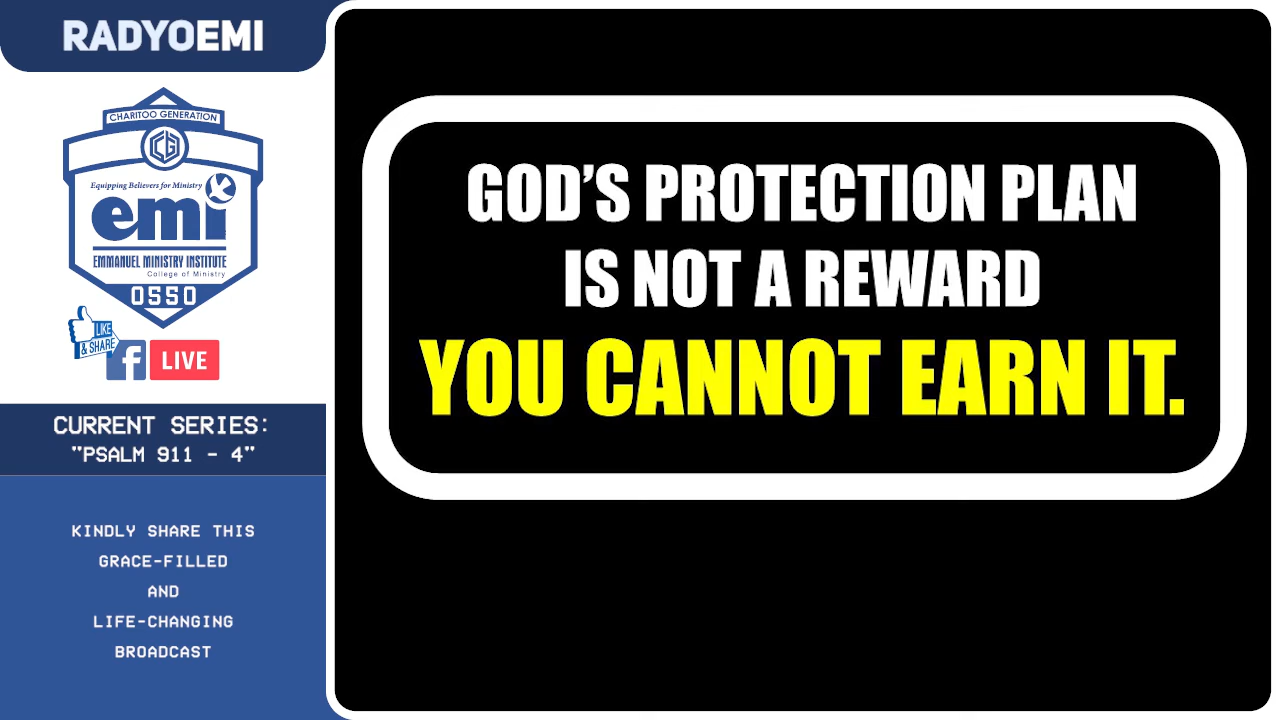 RADYOEMI
CHARITOO GENERATION
CG
Equipping Believers for Ministry
emi
EMMANUEL MINISTRY INSTITUTE
College of Ministry
0550
LIKE
& SHARE
f LIVE
CURRENT SERIES:
"PSALM 911 - 4"
KINDLY SHARE THIS
GRACE-FILLED
AND
LIFE-CHANGING
BROADCAST
GOD'S PROTECTION PLAN
IS NOT A REWARD
YOU CANNOT EARN IT.